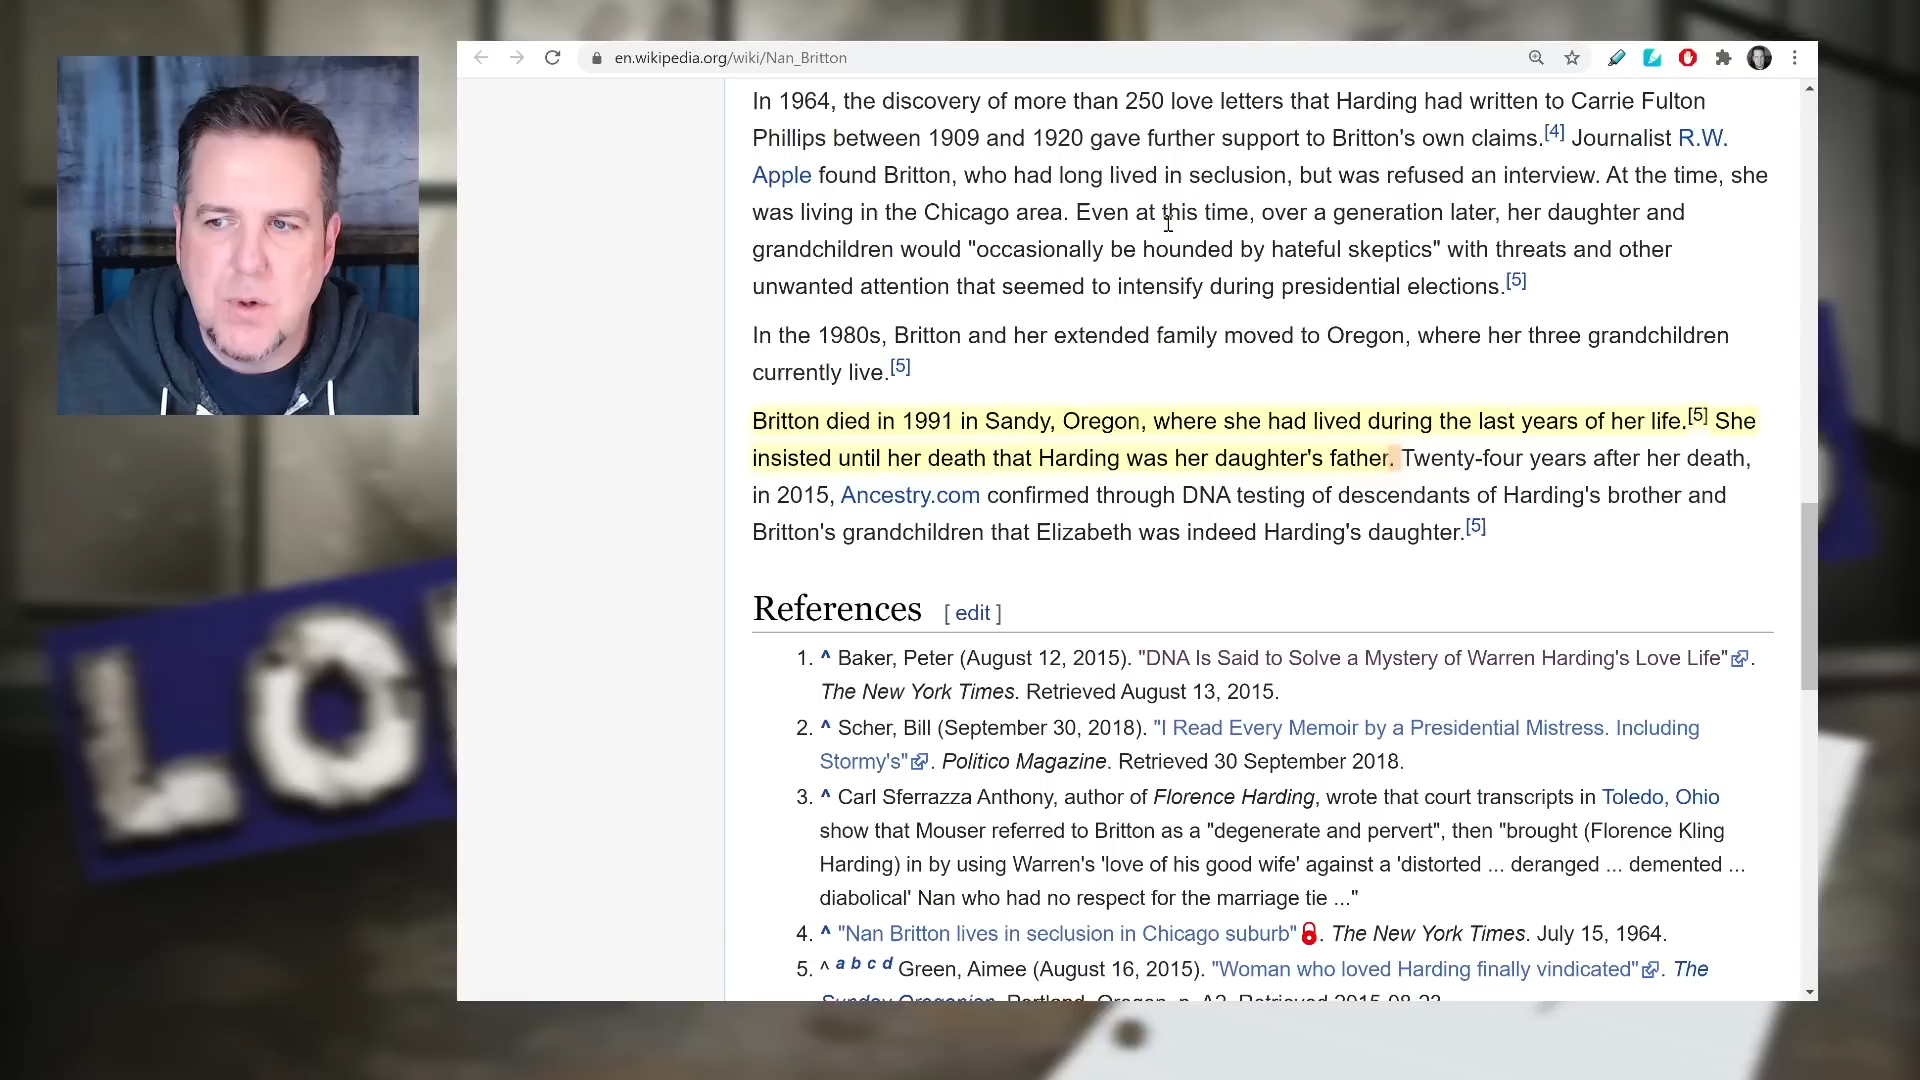 en.wikipedia.org/wiki/Nan_Britton
In 1964, the discovery of more than 250 love letters that Harding had written to Carrie Fulton
Phillips between 1909 and 1920 gave further support to Britton's own claims.[4] Journalist R.W.
Apple found Britton, who had long lived in seclusion, but was refused an interview. At the time, she
was living in the Chicago area. Even at this time, over a generation later, her daughter and
grandchildren would "occasionally be hounded by hateful skeptics" with threats and other
unwanted attention that seemed to intensify during presidential elections.[5]
In the 1980s, Britton and her extended family moved to Oregon, where her three grandchildren
currently live.[5]
Britton died in 1991 in Sandy, Oregon, where she had lived during the last years of her life.[5] She
insisted until her death that Harding was her daughter's father. Twenty-four years after her death,
in 2015, Ancestry.com confirmed through DNA testing of descendants of Harding's brother and
Britton's grandchildren that Elizabeth was indeed Harding's daughter.[5]
References [ edit ]
1. ^ Baker, Peter (August 12, 2015). "DNA Is Said to Solve a Mystery of Warren Harding's Love Life".
The New York Times. Retrieved August 13, 2015.
2. ^ Scher, Bill (September 30, 2018). "I Read Every Memoir by a Presidential Mistress. Including
Stormy's". Politico Magazine. Retrieved 30 September 2018.
3. ^ Carl Sferrazza Anthony, author of Florence Harding, wrote that court transcripts in Toledo, Ohio
show that Mouser referred to Britton as a "degenerate and pervert", then "brought (Florence Kling
Harding) in by using Warren's 'love of his good wife' against a 'distorted ... deranged ... demented ...
diabolical' Nan who had no respect for the marriage tie ..."
4. ^ "Nan Britton lives in seclusion in Chicago suburb". The New York Times. July 15, 1964.
5. ^ a b c d Green, Aimee (August 16, 2015). "Woman who loved Harding finally vindicated". The
Sunday Oregonian. Portland, Oregon. p. A2. Retrieved
LO